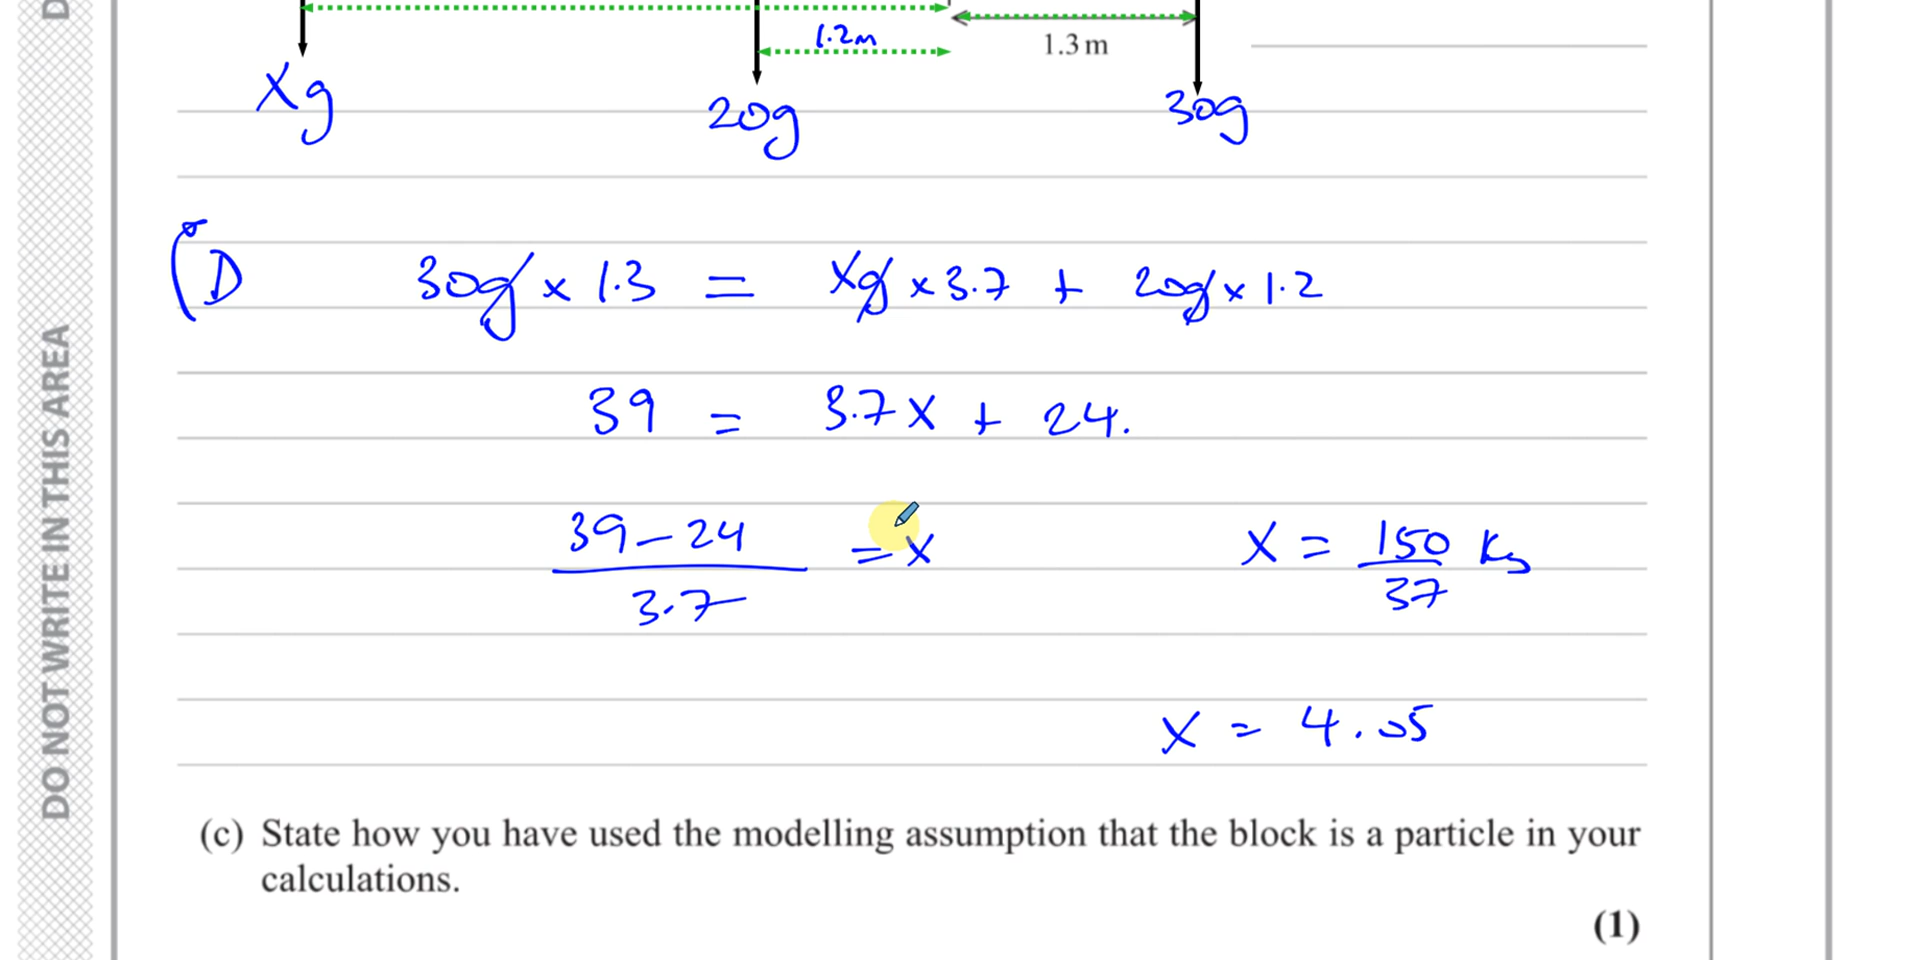 1.2m
1.3 m
Xg
20g
30g
D 30g × 1.3 = Xg × 3.7 + 20g × 1.2
39 = 3.7X + 24.
39 – 24 / 3.7 = X
X = 150 / 37 kg
X = 4.05
(c) State how you have used the modelling assumption that the block is a particle in your
calculations.
(1)
DO NOT WRITE IN THIS AREA
D